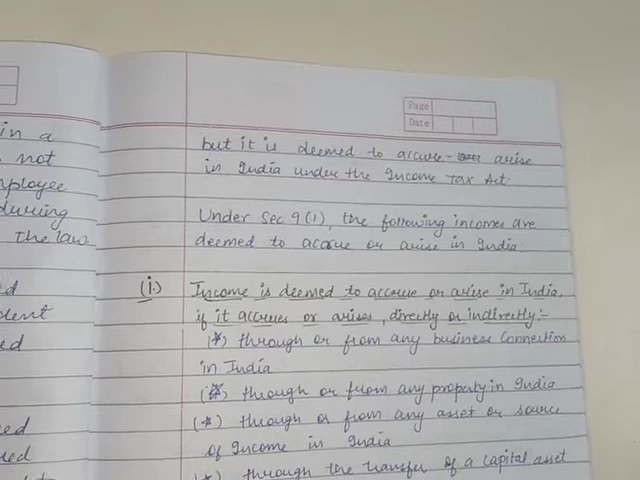 in a
not
mployee
during
the law.
ed
dent
ed
ed
red
Page
Date
but it is deemed to accure - arise
in India under the Income Tax Act.
Under Sec 9(1), the following incomes are
deemed to accrue or arise in India.
(i.) Income is deemed to accrue or arise in India,
if it accrues or arises, directly or indirectly:-
(*) through or from any business connection
in India
(*) through or from any property in India
(*) through or from any asset or source
of Income in India
(*) through the transfer of a capital asset